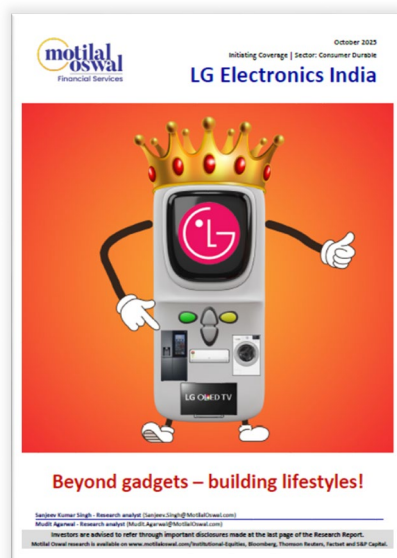 motilal
oswal
Financial Services
October 2025
Initiating Coverage | Sector: Consumer Durable
LG Electronics India
LG
LG OLED TV
Beyond gadgets – building lifestyles!
Sanjeev Kumar Singh - Research analyst (Sanjeev.Singh@MotilalOswal.com)
Mudit Agarwal - Research analyst (Mudit.Agarwal@MotilalOswal.com)
Investors are advised to refer through important disclosures made at the last page of the Research Report.
Motilal Oswal research is available on www.motilaloswal.com/Institutional-Equities, Bloomberg, Thomson Reuters, Factset and S&P Capital.